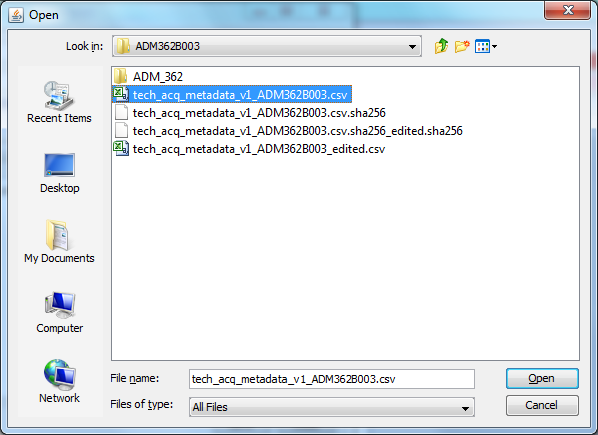 Open
Look in: ADM362B003
Recent Items
Desktop
My Documents
Computer
Network
ADM_362
tech_acq_metadata_v1_ADM362B003.csv
tech_acq_metadata_v1_ADM362B003.csv.sha256
tech_acq_metadata_v1_ADM362B003.csv.sha256_edited.sha256
tech_acq_metadata_v1_ADM362B003_edited.csv
File name: tech_acq_metadata_v1_ADM362B003.csv Open
Files of type: All Files Cancel